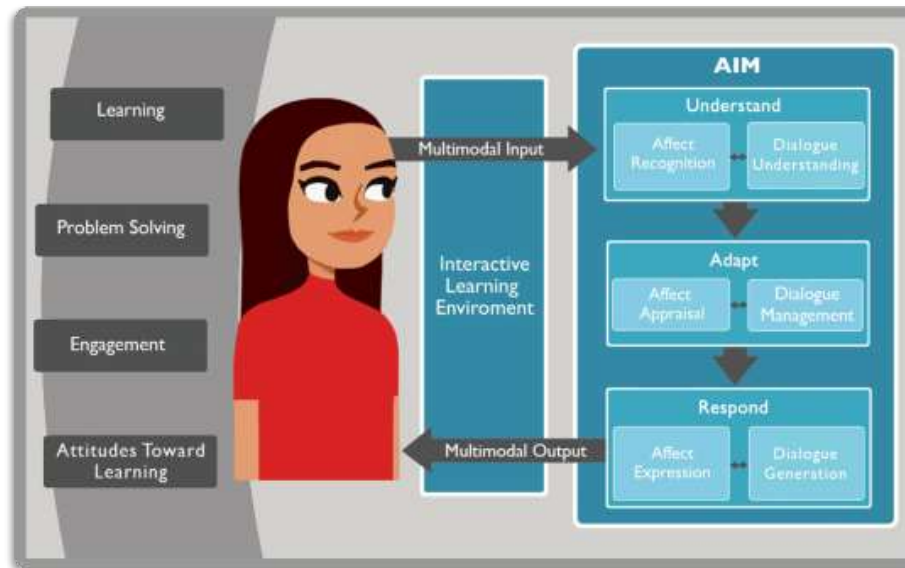 Learning
Problem Solving
Engagement
Attitudes Toward
Learning
Multimodal Input
Interactive
Learning
Enviroment
Multimodal Output
AIM
Understand
Affect
Recognition
Dialogue
Understanding
Adapt
Affect
Appraisal
Dialogue
Management
Respond
Affect
Expression
Dialogue
Generation